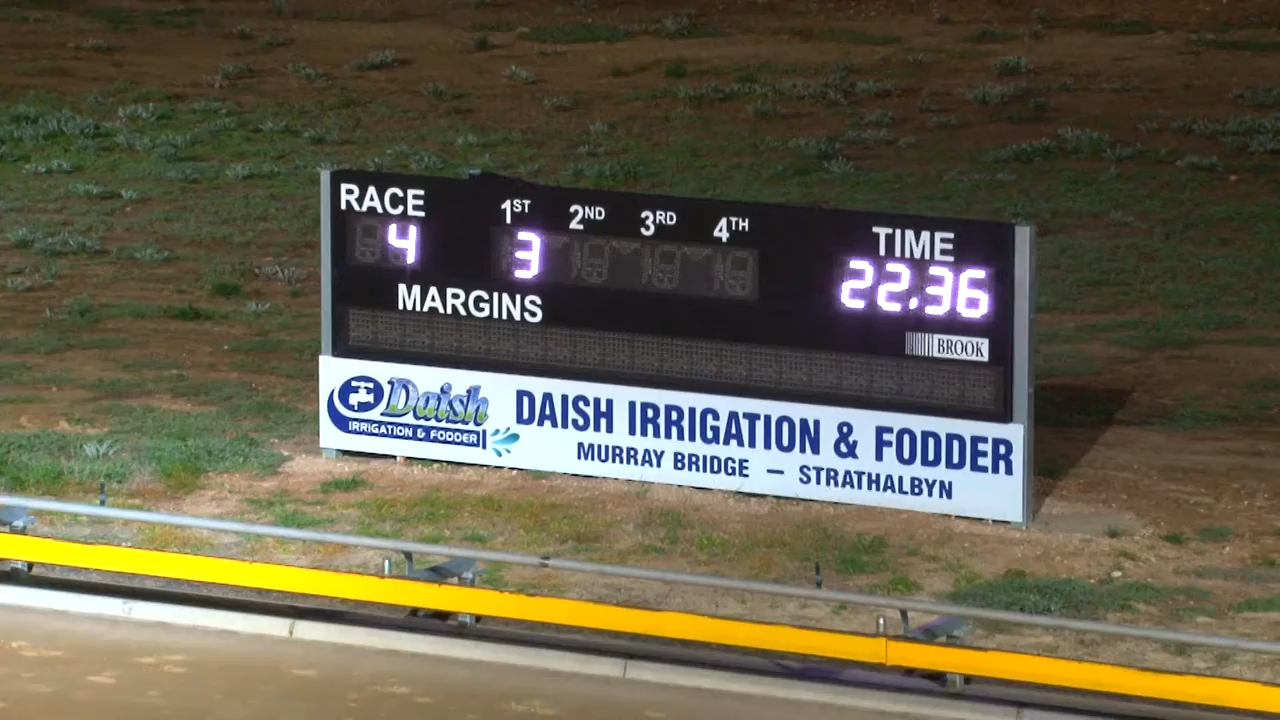 RACE 1ST 2ND 3RD 4TH TIME
4 3 22.36
MARGINS
BROOK
Daish
IRRIGATION & FODDER
DAISH IRRIGATION & FODDER
MURRAY BRIDGE – STRATHALBYN